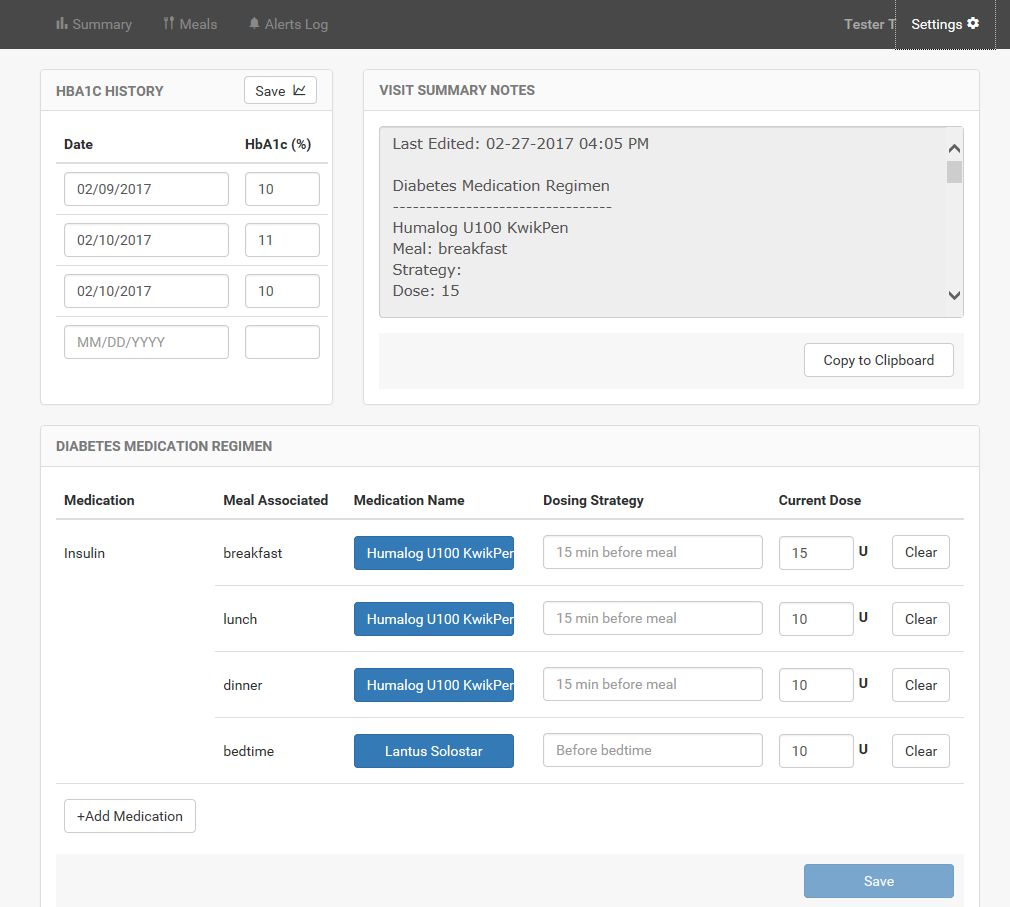 Summary Meals Alerts Log Tester T Settings
HBA1C HISTORY Save
Date HbA1c (%)
02/09/2017 10
02/10/2017 11
02/10/2017 10
MM/DD/YYYY
VISIT SUMMARY NOTES
Last Edited: 02-27-2017 04:05 PM
Diabetes Medication Regimen
---------------------------------
Humalog U100 KwikPen
Meal: breakfast
Strategy:
Dose: 15
Copy to Clipboard
DIABETES MEDICATION REGIMEN
Medication Meal Associated Medication Name Dosing Strategy Current Dose
Insulin breakfast Humalog U100 KwikPen 15 min before meal 15 U Clear
lunch Humalog U100 KwikPen 15 min before meal 10 U Clear
dinner Humalog U100 KwikPen 15 min before meal 10 U Clear
bedtime Lantus Solostar Before bedtime 10 U Clear
+Add Medication
Save